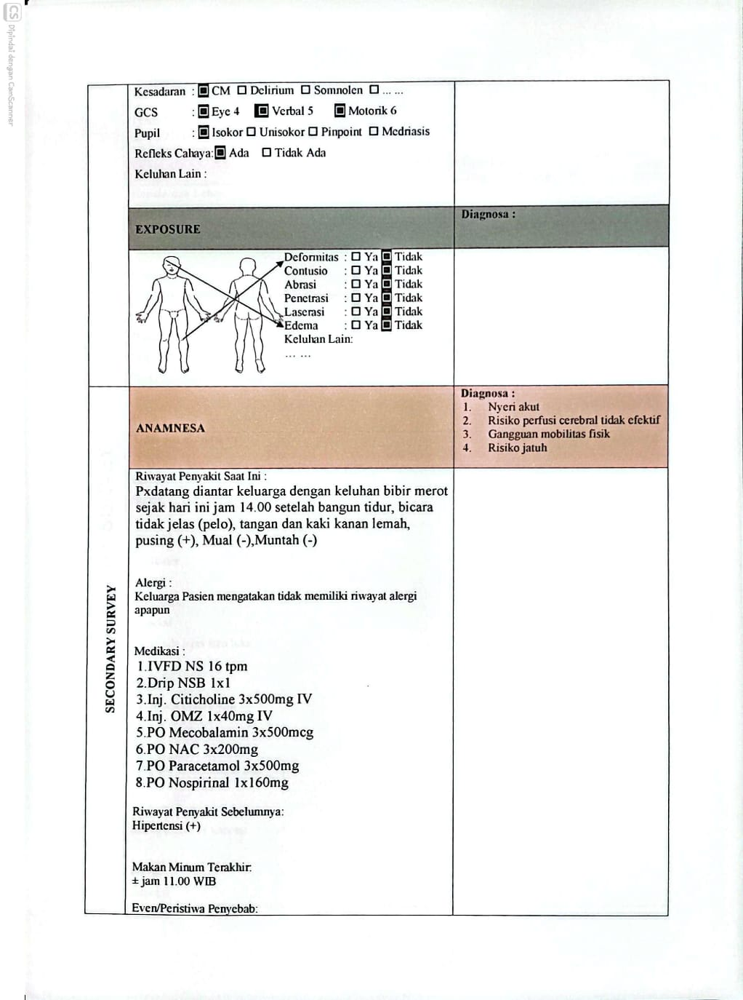 CS Dipindai dengan CamScanner
Kesadaran : ▣ CM ☐ Delirium ☐ Somnolen ☐ ... ...
GCS : ▣ Eye 4 ▣ Verbal 5 ▣ Motorik 6
Pupil : ▣ Isokor ☐ Unisokor ☐ Pinpoint ☐ Medriasis
Refleks Cahaya: ▣ Ada ☐ Tidak Ada
Keluhan Lain :
EXPOSURE
Diagnosa :
Deformitas : ☐ Ya ▣ Tidak
Contusio : ☐ Ya ▣ Tidak
Abrasi : ☐ Ya ▣ Tidak
Penetrasi : ☐ Ya ▣ Tidak
Laserasi : ☐ Ya ▣ Tidak
Edema : ☐ Ya ▣ Tidak
Keluhan Lain:
... ...
SECONDARY SURVEY
ANAMNESA
Diagnosa :
1. Nyeri akut
2. Risiko perfusi cerebral tidak efektif
3. Gangguan mobilitas fisik
4. Risiko jatuh
Riwayat Penyakit Saat Ini :
Pxdatang diantar keluarga dengan keluhan bibir merot
sejak hari ini jam 14.00 setelah bangun tidur, bicara
tidak jelas (pelo), tangan dan kaki kanan lemah,
pusing (+), Mual (-),Muntah (-)
Alergi :
Keluarga Pasien mengatakan tidak memiliki riwayat alergi
apapun
Medikasi :
1.IVFD NS 16 tpm
2.Drip NSB 1x1
3.Inj. Citicholine 3x500mg IV
4.Inj. OMZ 1x40mg IV
5.PO Mecobalamin 3x500mcg
6.PO NAC 3x200mg
7.PO Paracetamol 3x500mg
8.PO Nospirinal 1x160mg
Riwayat Penyakit Sebelumnya:
Hipertensi (+)
Makan Minum Terakhir:
± jam 11.00 WIB
Even/Peristiwa Penyebab: